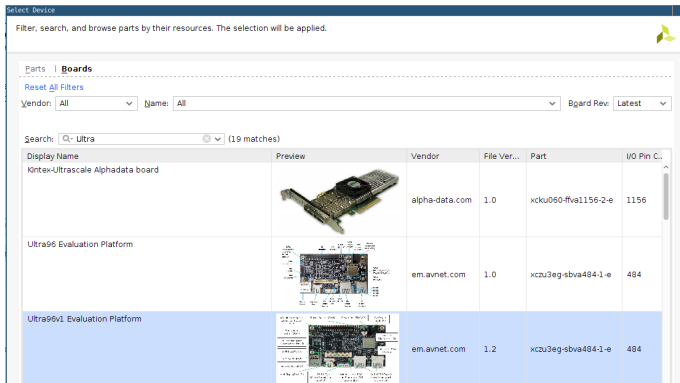 Select Device
Filter, search, and browse parts by their resources. The selection will be applied.
Parts | Boards
Reset All Filters
Vendor: All Name: All Board Rev: Latest
Search: Ultra (19 matches)
Display Name Preview Vendor File Ver... Part I/O Pin C..
Kintex-Ultrascale Alphadata board
alpha-data.com 1.0 xcku060-ffva1156-2-e 1156
Ultra96 Evaluation Platform
em.avnet.com 1.0 xczu3eg-sbva484-1-e 484
Ultra96v1 Evaluation Platform
em.avnet.com 1.2 xczu3eg-sbva484-1-e 484